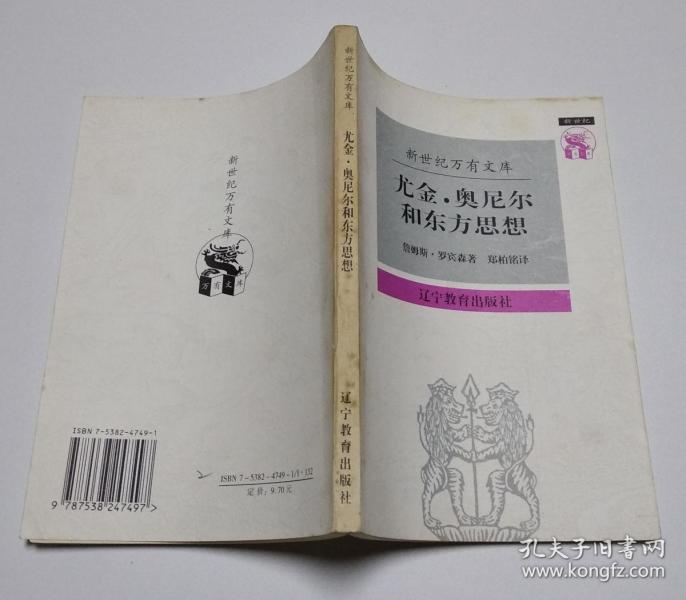 新世纪万有文库
万有文库
ISBN 7-5382-4749-1
9 787538 247497 >
ISBN 7-5382-4749-1/I·132
定价:9.70元
新世纪万有文库
尤金·奥尼尔和东方思想
辽宁教育出版社
新世纪
新世纪万有文库
尤金·奥尼尔
和东方思想
詹姆斯·罗宾森著 郑柏铭译
辽宁教育出版社
孔夫子旧书网
www.kongfz.com